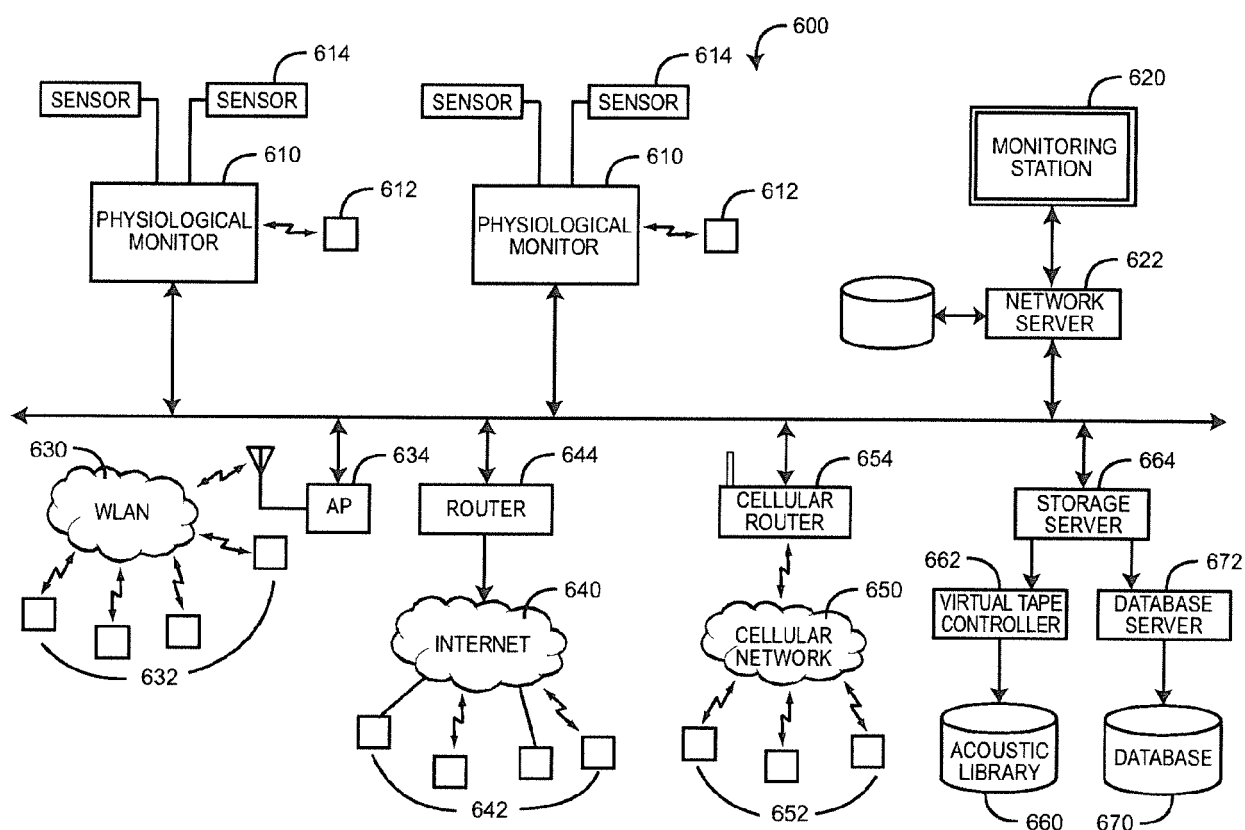 600
614
614
SENSOR
SENSOR
SENSOR
SENSOR
620
610
610
MONITORING
STATION
612
612
PHYSIOLOGICAL
MONITOR
PHYSIOLOGICAL
MONITOR
622
NETWORK
SERVER
630
634
644
654
664
WLAN
AP
ROUTER
CELLULAR
ROUTER
STORAGE
SERVER
662
672
640
650
VIRTUAL TAPE
CONTROLLER
DATABASE
SERVER
INTERNET
CELLULAR
NETWORK
632
ACOUSTIC
LIBRARY
DATABASE
642
652
660
670